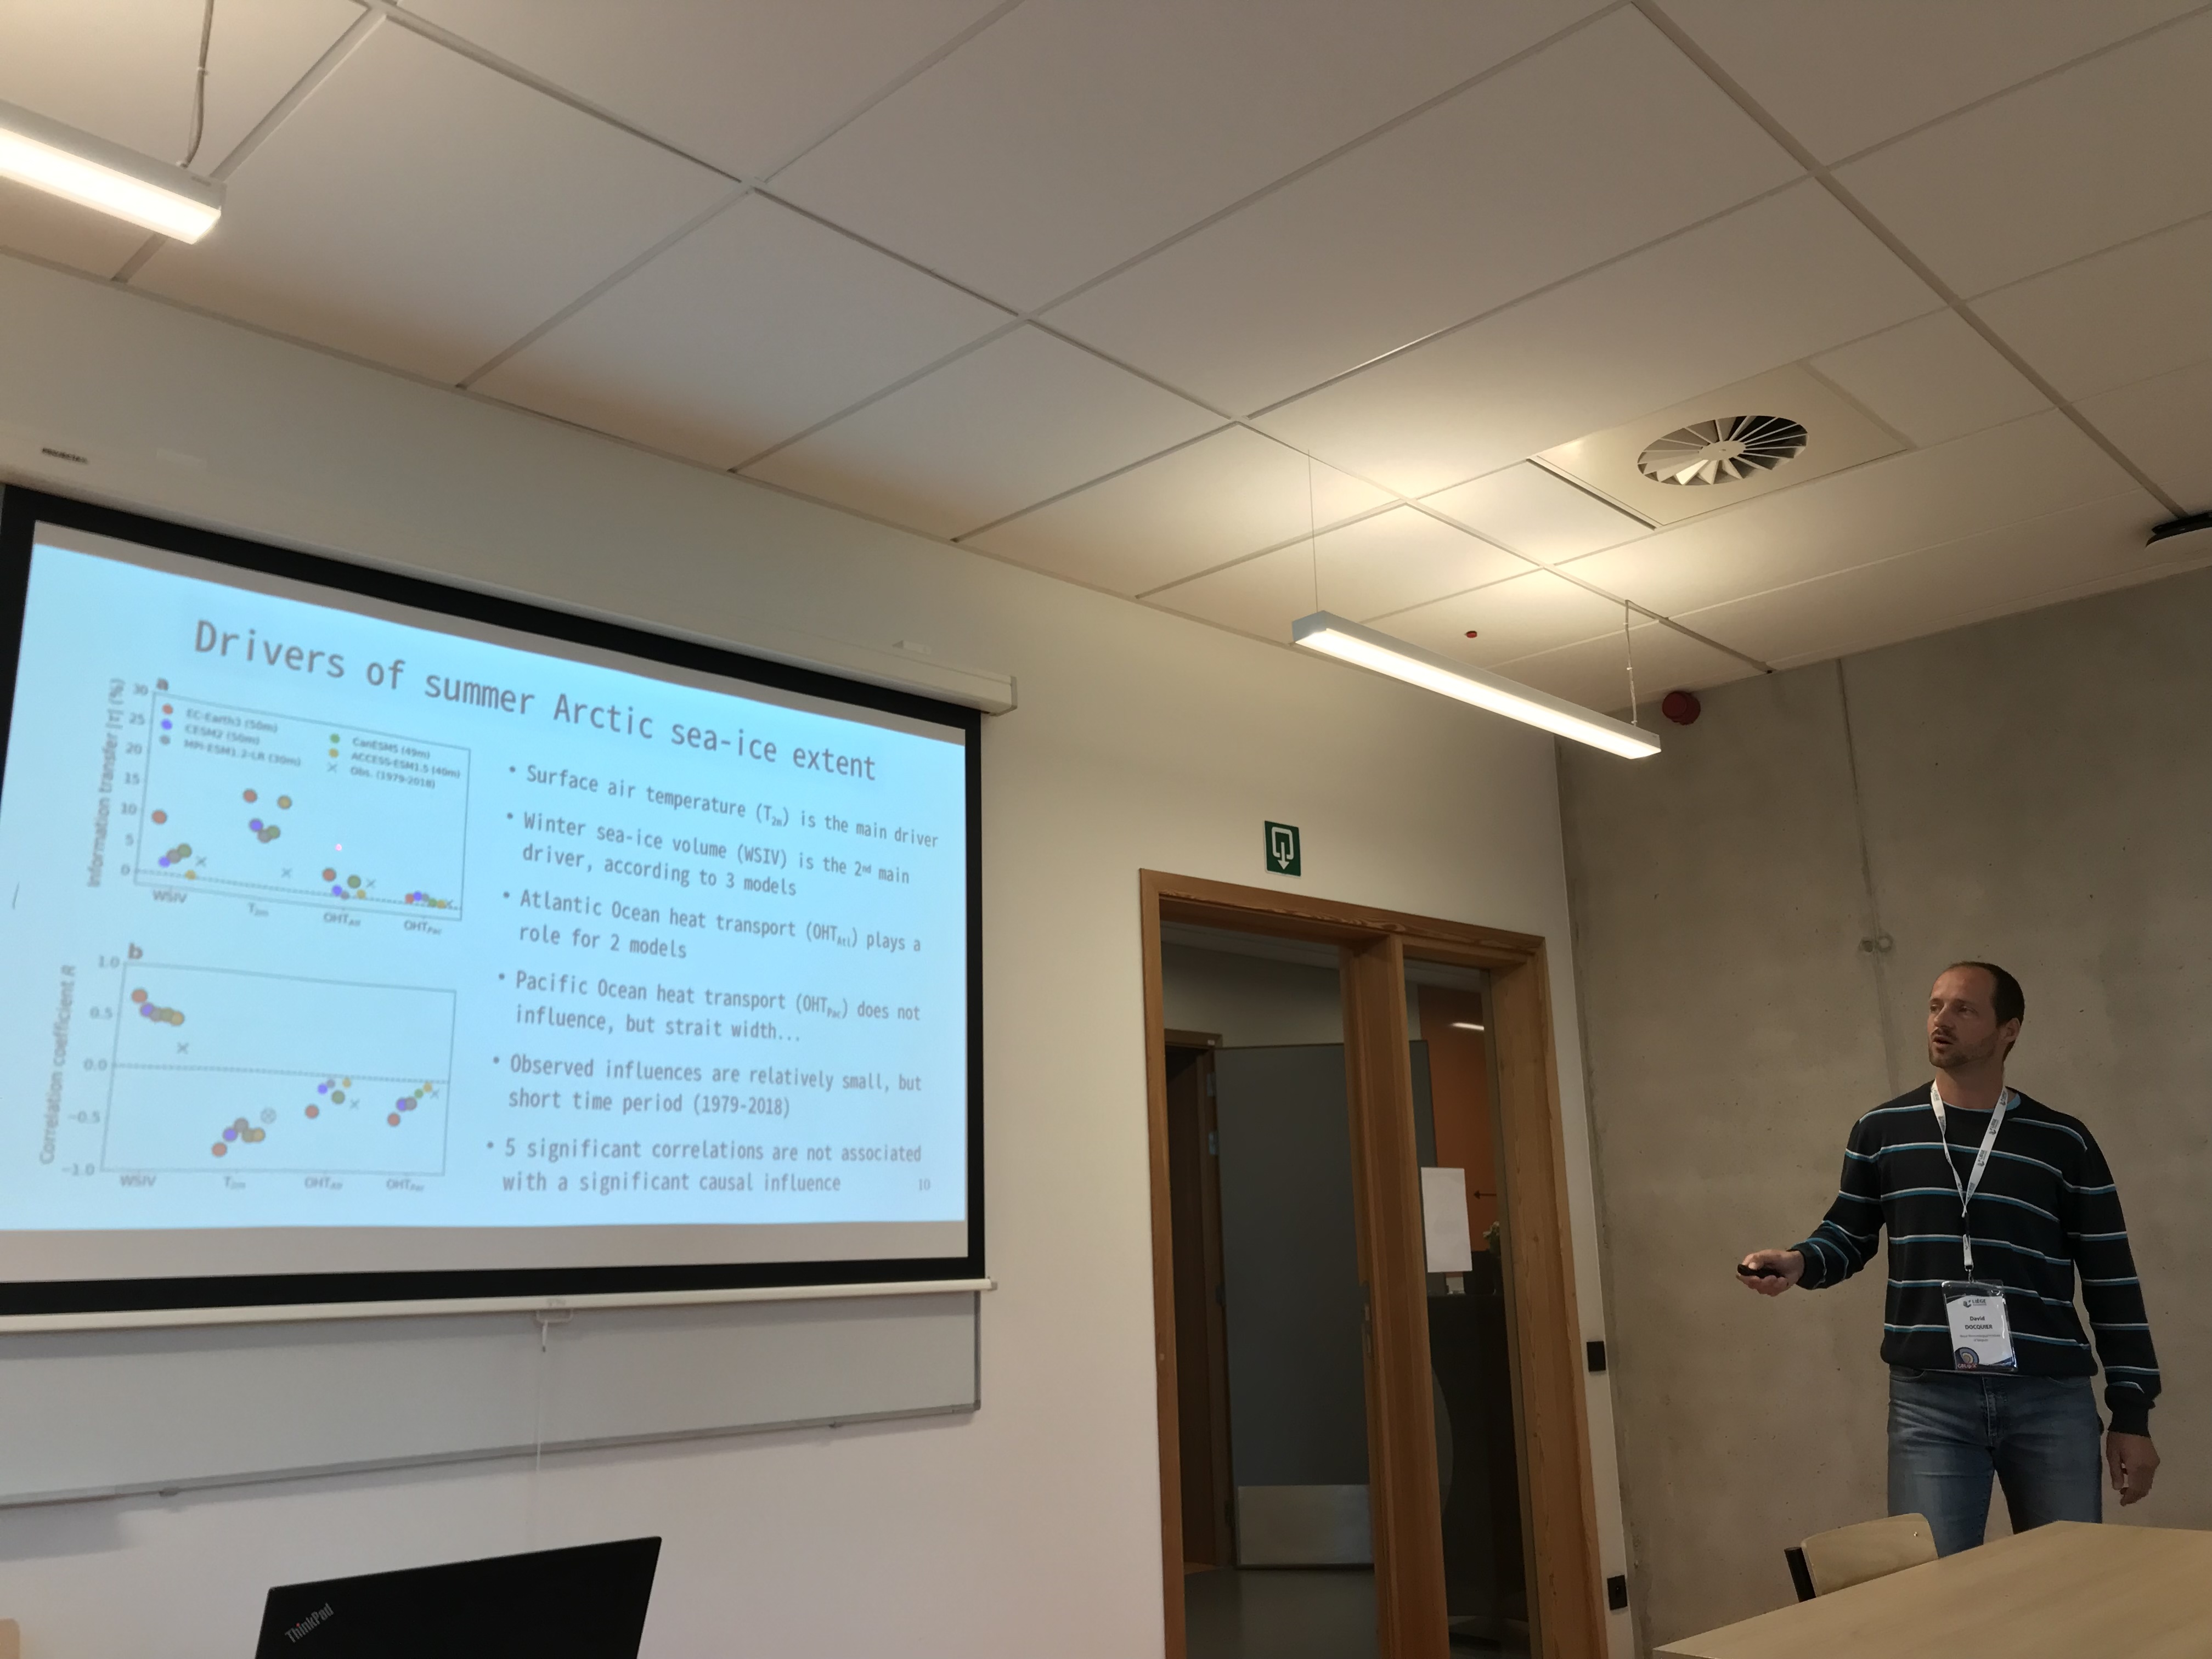 Drivers of summer Arctic sea-ice extent
a
Information transfer |τ| (%)
30
25
20
15
10
5
0
EC-Earth3 (50m)
CESM2 (50m)
MPI-ESM1.2-LR (30m)
CanESM5 (49m)
ACCESS-ESM1.5 (40m)
Obs. (1979-2018)
WSIV
T2m
OHTAtl
OHTPac
b
Correlation coefficient R
1.0
0.5
0.0
−0.5
−1.0
WSIV
T2m
OHTAtl
OHTPac
• Surface air temperature (T2m) is the main driver
• Winter sea-ice volume (WSIV) is the 2nd main
driver, according to 3 models
• Atlantic Ocean heat transport (OHTAtl) plays a
role for 2 models
• Pacific Ocean heat transport (OHTPac) does not
influence, but strait width...
• Observed influences are relatively small, but
short time period (1979-2018)
• 5 significant correlations are not associated
with a significant causal influence
10
LIÈGE
David
DOCQUIER
ThinkPad